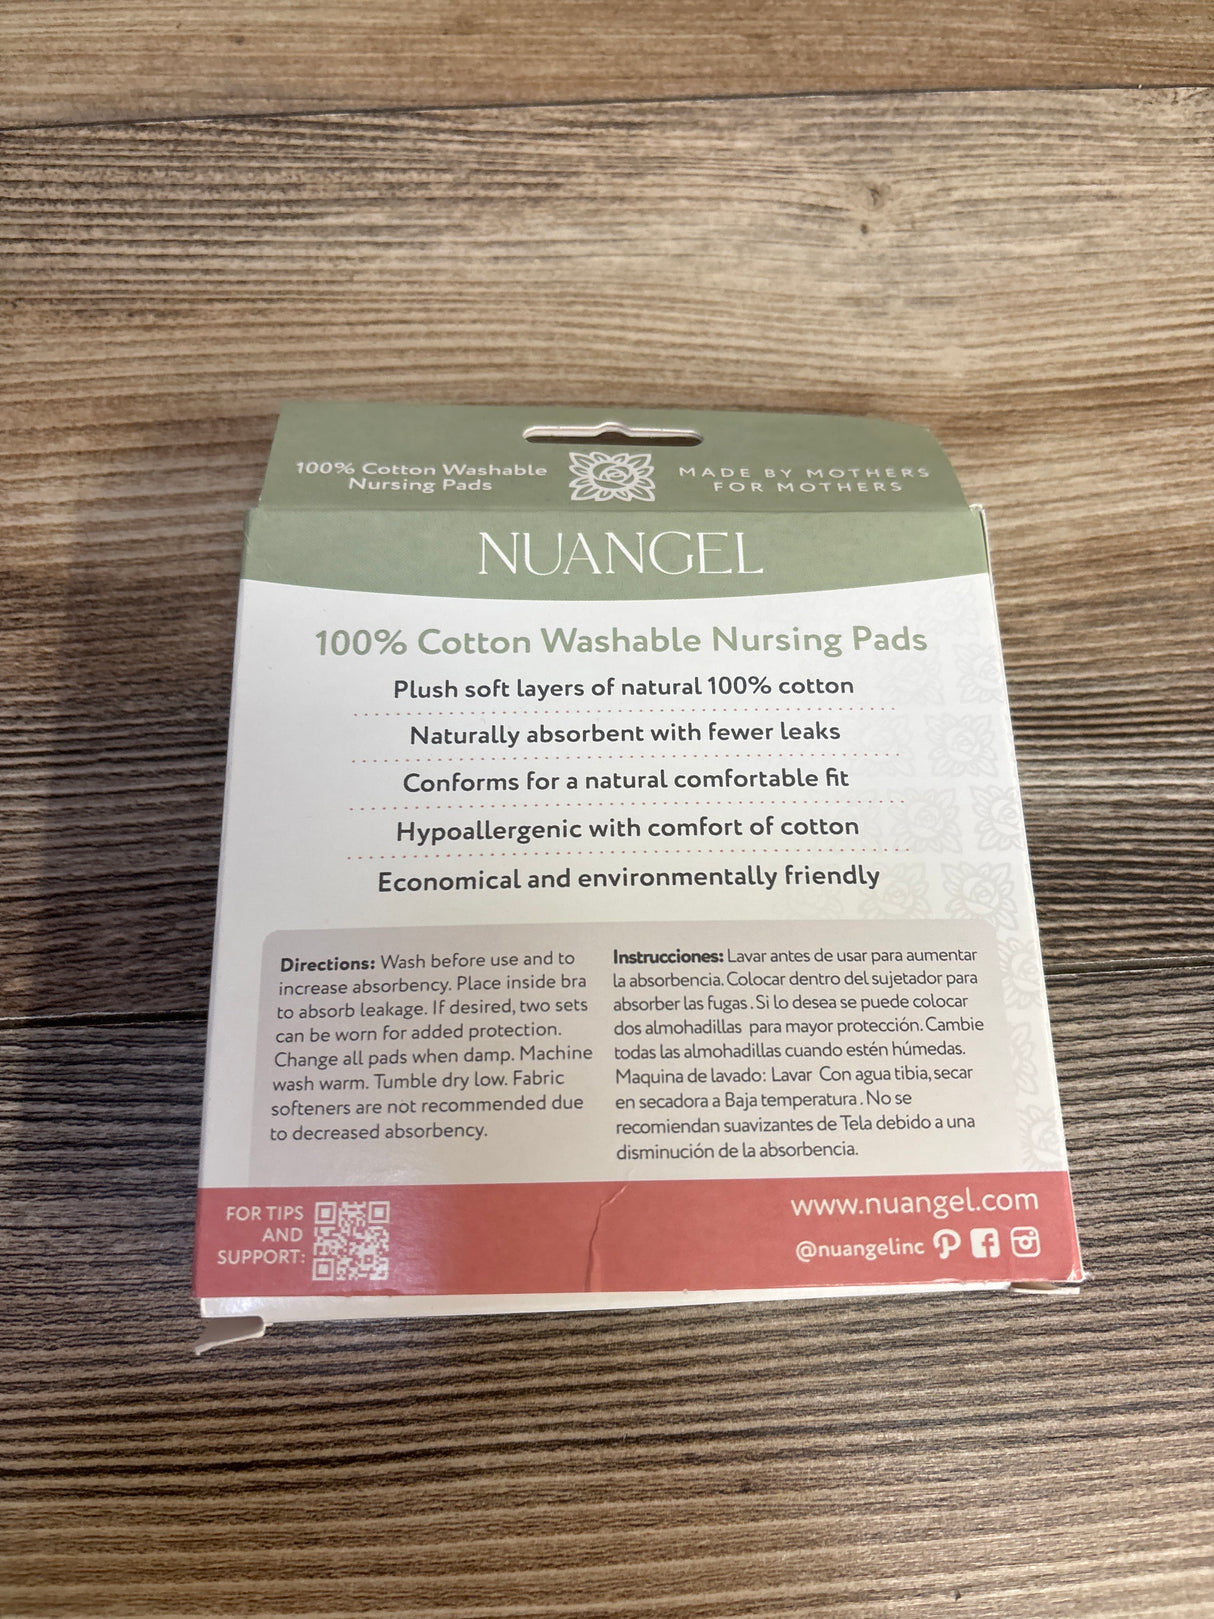 100% Cotton Washable
Nursing Pads
MADE BY MOTHERS
FOR MOTHERS
NUANGEL
100% Cotton Washable Nursing Pads
Plush soft layers of natural 100% cotton
Naturally absorbent with fewer leaks
Conforms for a natural comfortable fit
Hypoallergenic with comfort of cotton
Economical and environmentally friendly
Directions: Wash before use and to
increase absorbency. Place inside bra
to absorb leakage. If desired, two sets
can be worn for added protection.
Change all pads when damp. Machine
wash warm. Tumble dry low. Fabric
softeners are not recommended due
to decreased absorbency.
Instrucciones: Lavar antes de usar para aumentar
la absorbencia. Colocar dentro del sujetador para
absorber las fugas . Si lo desea se puede colocar
dos almohadillas para mayor protección. Cambie
todas las almohadillas cuando estén húmedas.
Maquina de lavado: Lavar Con agua tibia, secar
en secadora a Baja temperatura . No se
recomiendan suavizantes de Tela debido a una
disminución de la absorbencia.
FOR TIPS
AND
SUPPORT:
www.nuangel.com
@nuangelinc